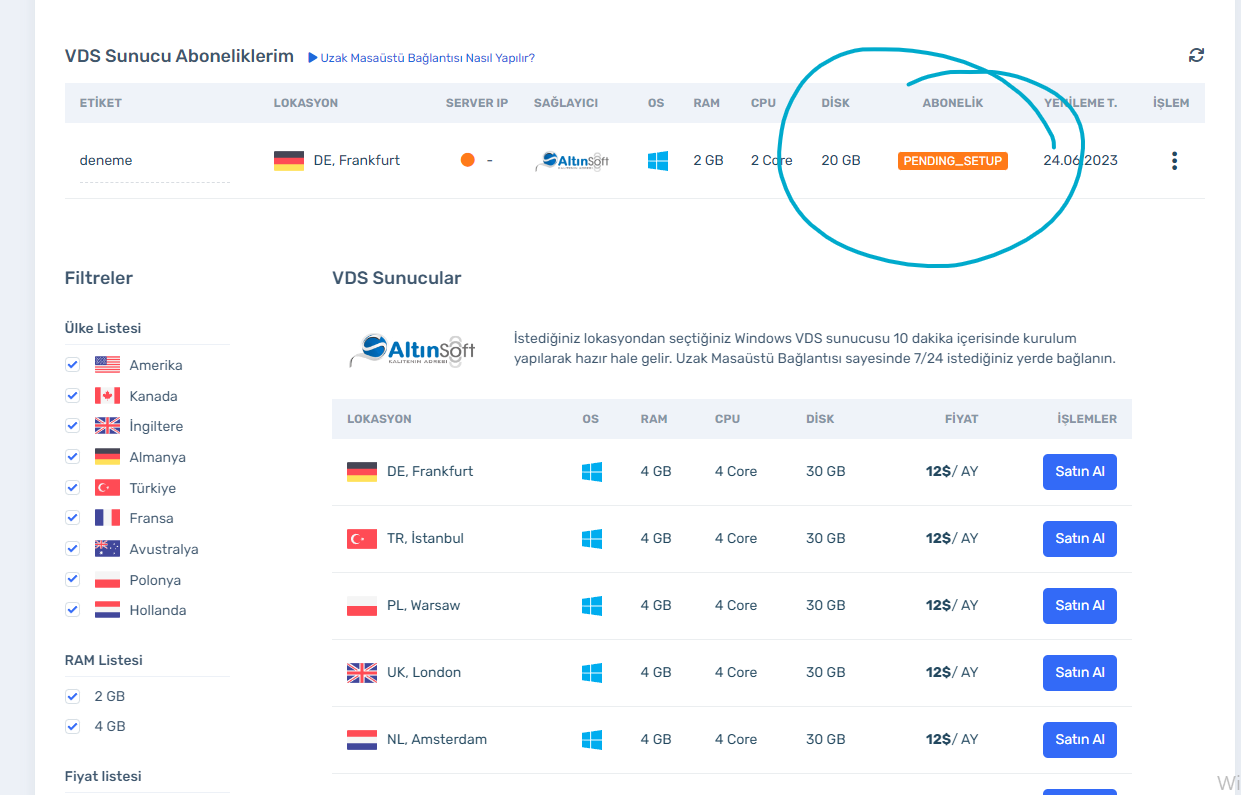 VDS Sunucu Aboneliklerim ▶ Uzak Masaüstü Bağlantısı Nasıl Yapılır?
ETİKET LOKASYON SERVER IP SAĞLAYICI OS RAM CPU DİSK ABONELİK YENİLEME T. İŞLEM
deneme DE, Frankfurt - AltınSoft KALİTENİN ADRESİ 2 GB 2 Core 20 GB PENDING_SETUP 24.06.2023
Filtreler
VDS Sunucular
Ülke Listesi
Amerika
Kanada
İngiltere
Almanya
Türkiye
Fransa
Avustralya
Polonya
Hollanda
RAM Listesi
2 GB
4 GB
Fiyat listesi
AltınSoft
KALİTENİN ADRESİ
İstediğiniz lokasyondan seçtiğiniz Windows VDS sunucusu 10 dakika içerisinde kurulum
yapılarak hazır hale gelir. Uzak Masaüstü Bağlantısı sayesinde 7/24 istediğiniz yerde bağlanın.
LOKASYON OS RAM CPU DİSK FİYAT İŞLEMLER
DE, Frankfurt 4 GB 4 Core 30 GB 12$/ AY Satın Al
TR, İstanbul 4 GB 4 Core 30 GB 12$/ AY Satın Al
PL, Warsaw 4 GB 4 Core 30 GB 12$/ AY Satın Al
UK, London 4 GB 4 Core 30 GB 12$/ AY Satın Al
NL, Amsterdam 4 GB 4 Core 30 GB 12$/ AY Satın Al
Wi